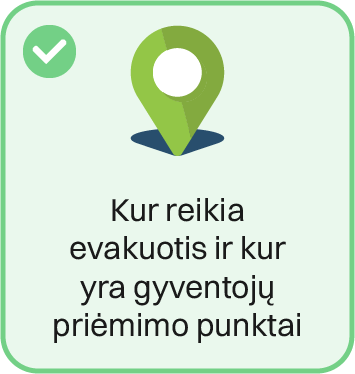 Kur reikia
evakuotis ir kur
yra gyventojų
priėmimo punktai